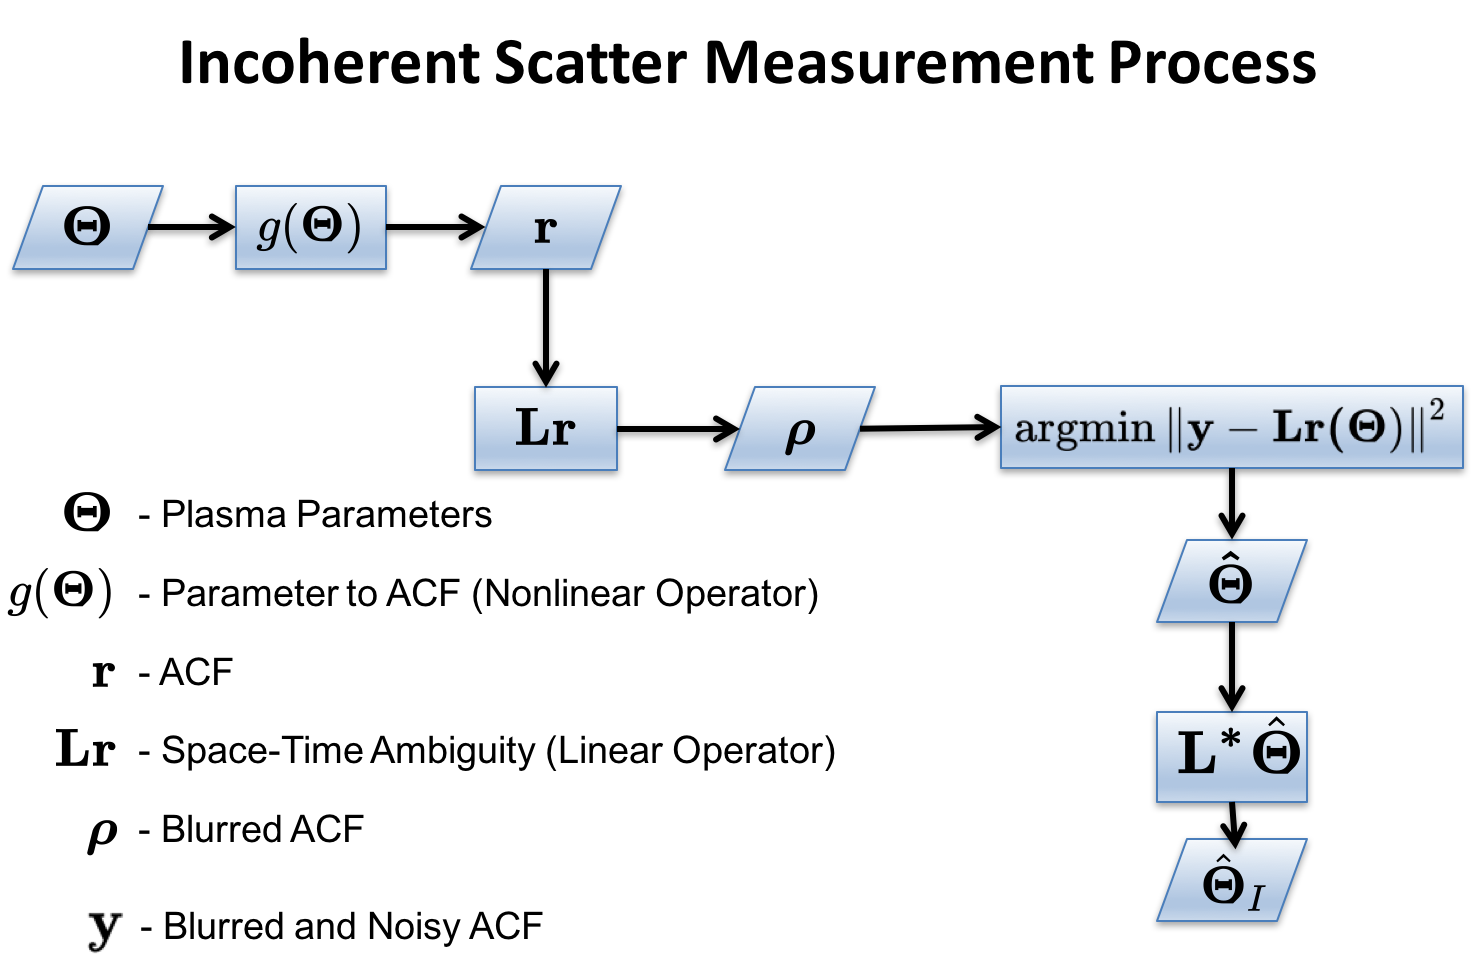 Incoherent Scatter Measurement Process
Θ
g(Θ)
r
Lr
ρ
argmin ‖y − Lr(Θ)‖²
Θ - Plasma Parameters
Θ̂
g(Θ) - Parameter to ACF (Nonlinear Operator)
r - ACF
Lr - Space-Time Ambiguity (Linear Operator)
L*Θ̂
ρ - Blurred ACF
Θ̂_I
y - Blurred and Noisy ACF